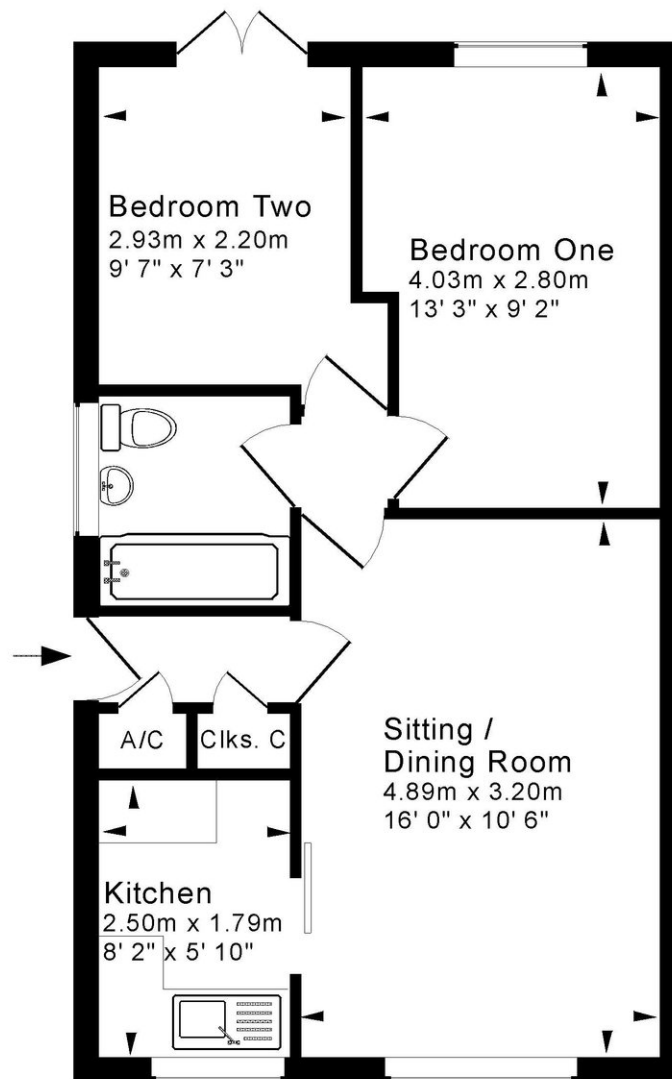 Bedroom Two
2.93m x 2.20m
9' 7" x 7' 3"
Bedroom One
4.03m x 2.80m
13' 3" x 9' 2"
A/C
Clks. C
Sitting /
Dining Room
4.89m x 3.20m
16' 0" x 10' 6"
Kitchen
2.50m x 1.79m
8' 2" x 5' 10"